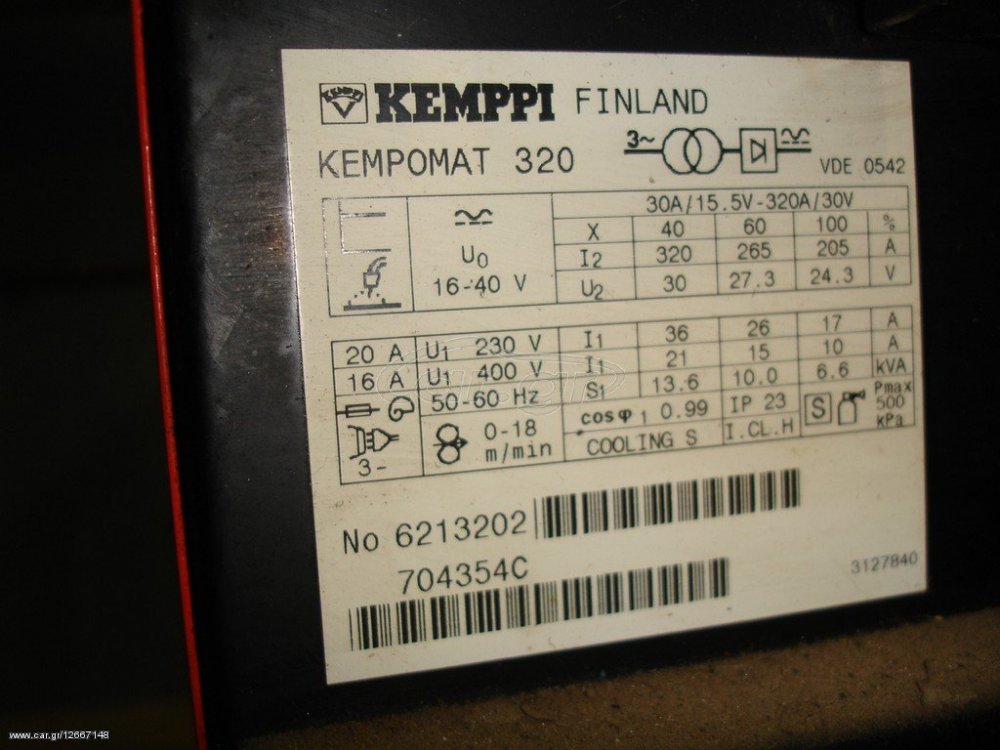 KEMPPI KEMPPI FINLAND
KEMPOMAT 320
3~
VDE 0542
30A/15.5V-320A/30V
X 40 60 100 %
U0
I2 320 265 205 A
16-40 V
U2 30 27.3 24.3 V
20 A U1 230 V I1 36 26 17 A
16 A U1 400 V I1 21 15 10 A
50-60 Hz S1 13.6 10.0 6.6 kVA
cosφ1 0.99 IP 23 S Pmax 500 kPa
3~ 0-18 m/min COOLING S I.CL.H
No 6213202
704354C
3127840
www.car.gr/12667148